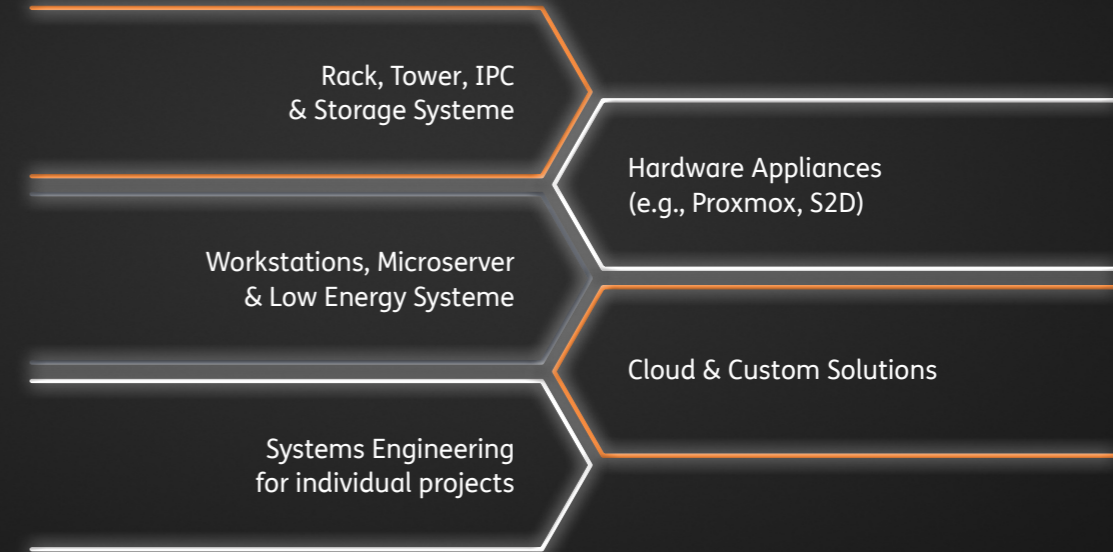 Rack, Tower, IPC
& Storage Systeme
Hardware Appliances
(e.g., Proxmox, S2D)
Workstations, Microserver
& Low Energy Systeme
Cloud & Custom Solutions
Systems Engineering
for individual projects